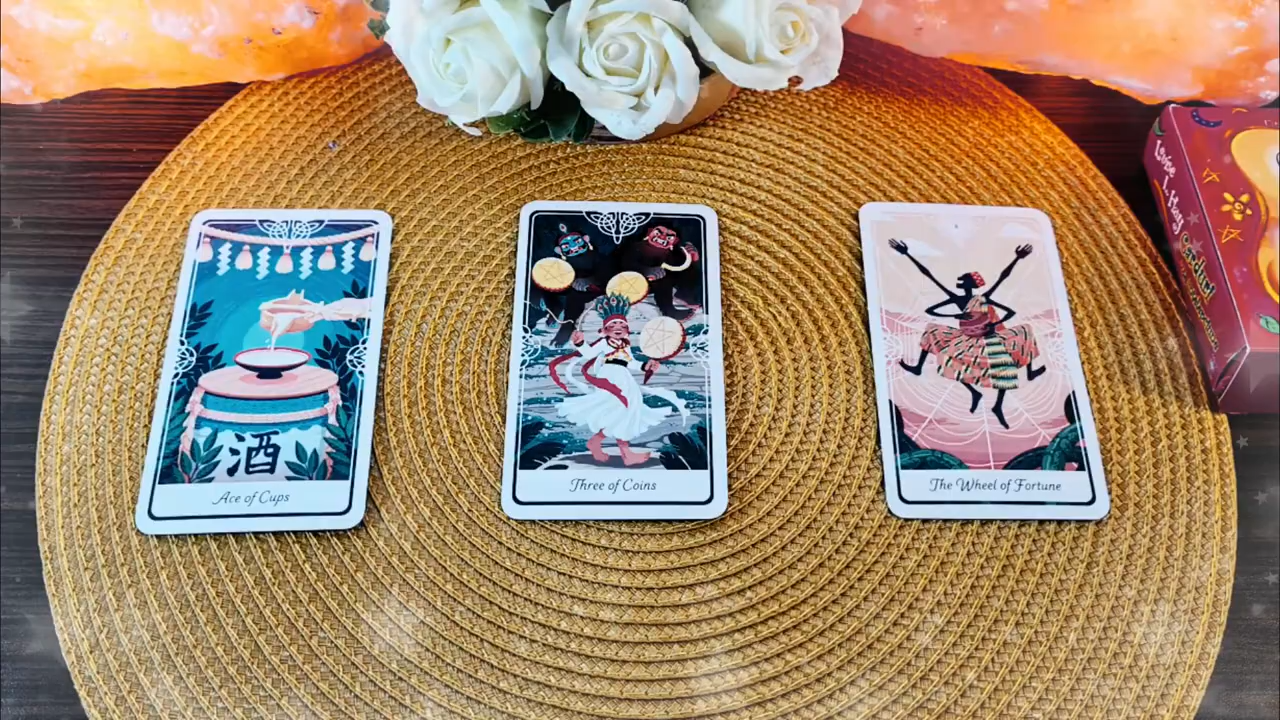 酒
Ace of Cups
Three of Coins
The Wheel of Fortune
Louise L. Hay